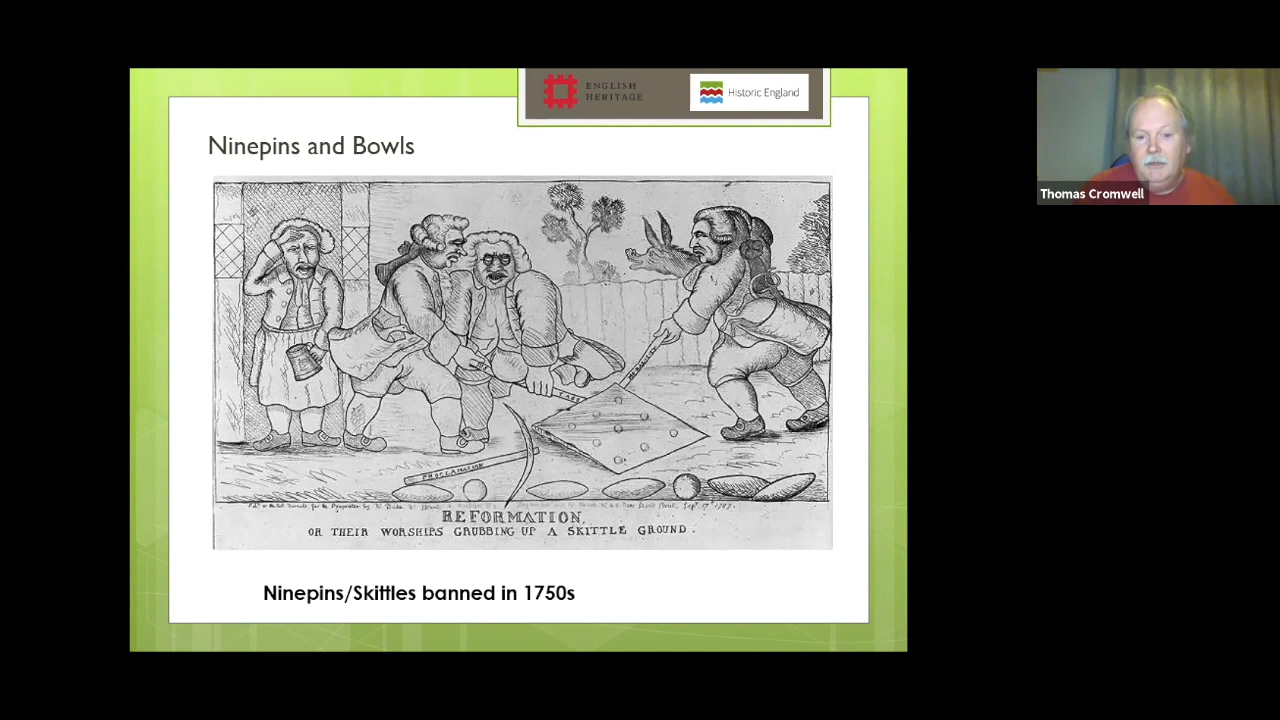 ENGLISH
HERITAGE
Historic England
Ninepins and Bowls
Thomas Cromwell
PROCLAMATION
REFORMATION,
OR THEIR WORSHIPS GRUBBING UP A SKITTLE GROUND.
Ninepins/Skittles banned in 1750s